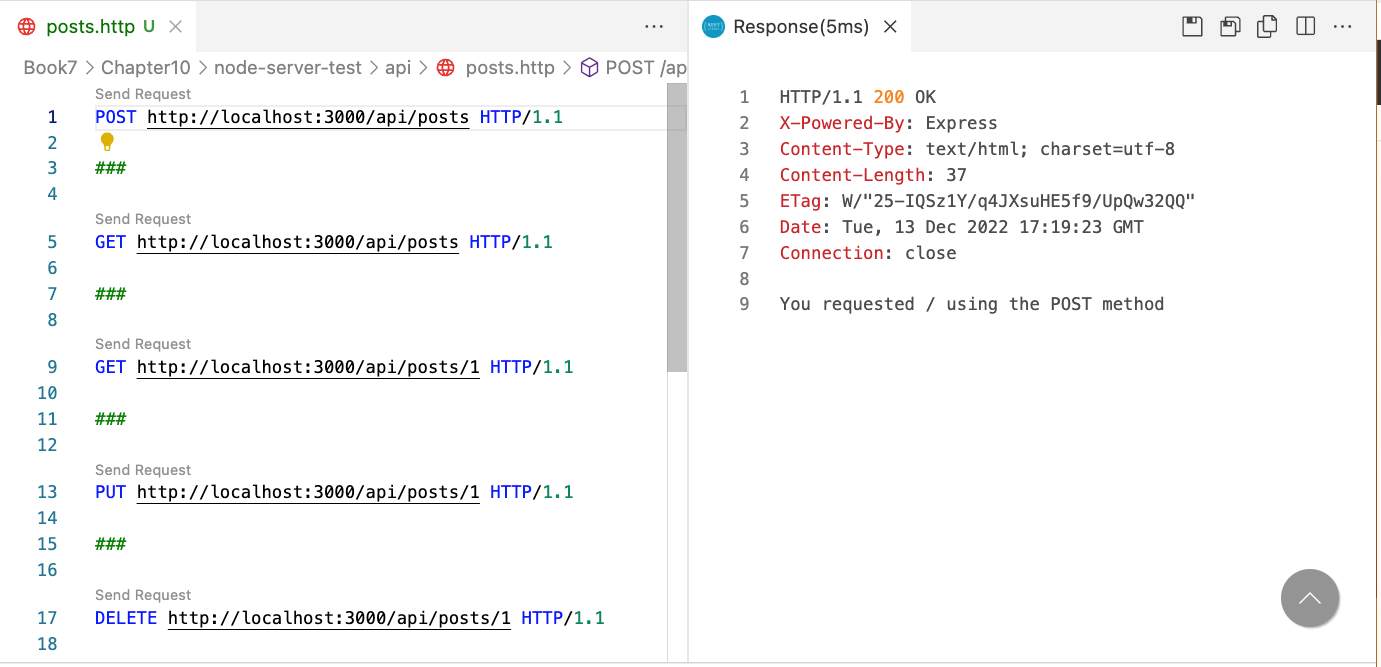 posts.http U
Book7 > Chapter10 > node-server-test > api > posts.http > POST /ap
Send Request
1 POST http://localhost:3000/api/posts HTTP/1.1
2
3 ###
4
Send Request
5 GET http://localhost:3000/api/posts HTTP/1.1
6
7 ###
8
Send Request
9 GET http://localhost:3000/api/posts/1 HTTP/1.1
10
11 ###
12
Send Request
13 PUT http://localhost:3000/api/posts/1 HTTP/1.1
14
15 ###
16
Send Request
17 DELETE http://localhost:3000/api/posts/1 HTTP/1.1
18
Response(5ms)
1 HTTP/1.1 200 OK
2 X-Powered-By: Express
3 Content-Type: text/html; charset=utf-8
4 Content-Length: 37
5 ETag: W/"25-IQSz1Y/q4JXsuHE5f9/UpQw32QQ"
6 Date: Tue, 13 Dec 2022 17:19:23 GMT
7 Connection: close
8
9 You requested / using the POST method